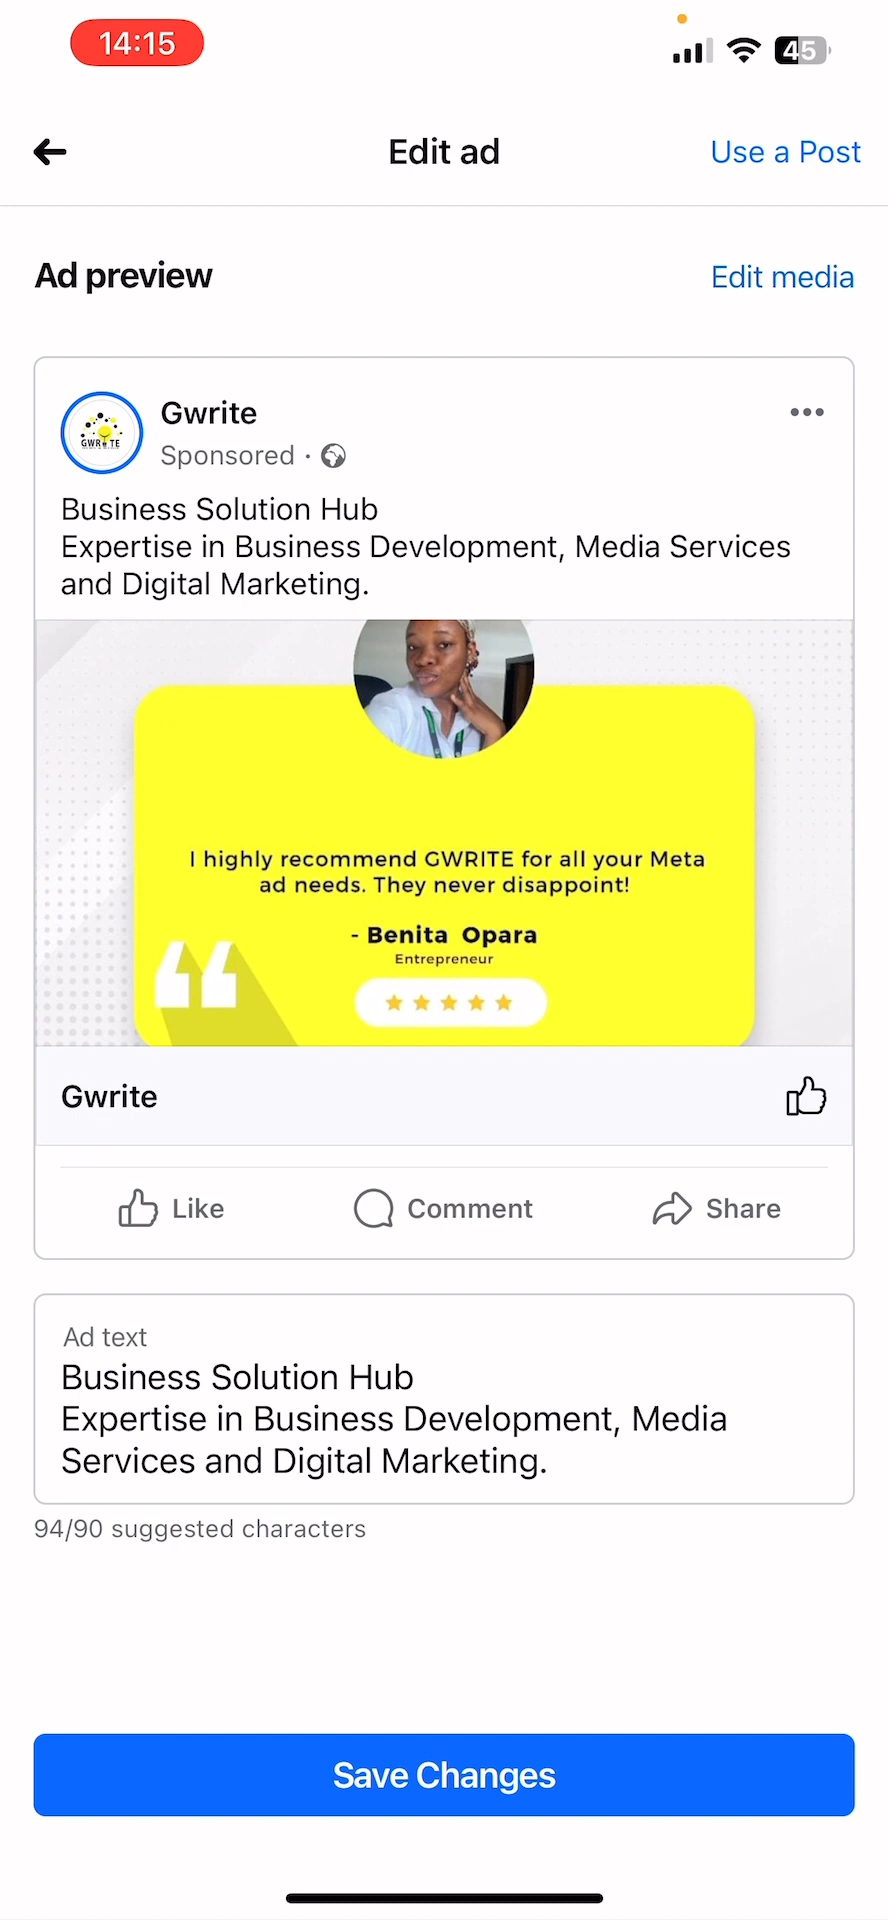 14:15
45
Edit ad
Use a Post
Ad preview
Edit media
GWRITE
Gwrite
Sponsored ·
Business Solution Hub
Expertise in Business Development, Media Services
and Digital Marketing.
I highly recommend GWRITE for all your Meta
ad needs. They never disappoint!
- Benita Opara
Entrepreneur
Gwrite
Like
Comment
Share
Ad text
Business Solution Hub
Expertise in Business Development, Media
Services and Digital Marketing.
94/90 suggested characters
Save Changes